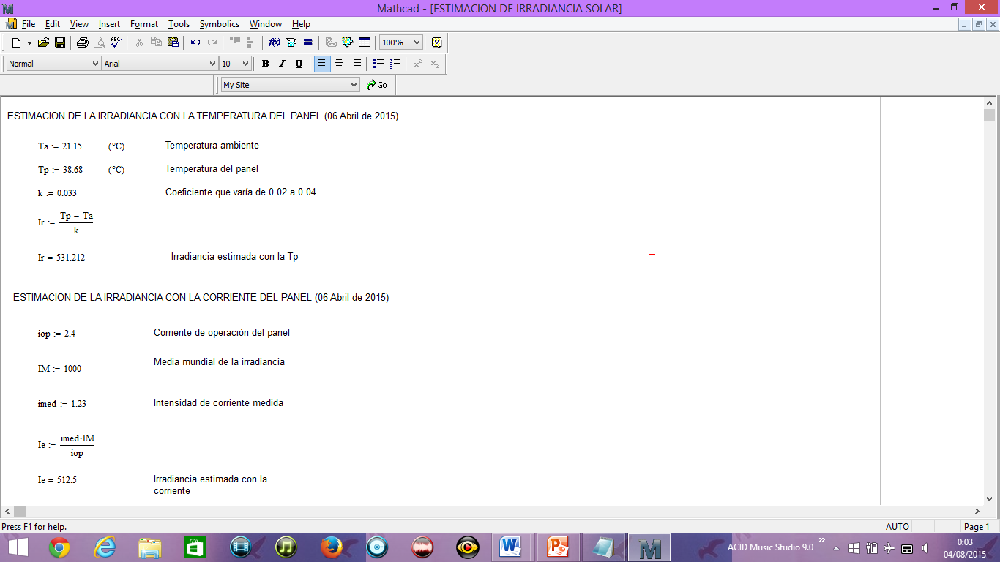 Mathcad - [ESTIMACION DE IRRADIANCIA SOLAR]
File Edit View Insert Format Tools Symbolics Window Help
100%
Normal Arial 10 B I U
My Site Go
ESTIMACION DE LA IRRADIANCIA CON LA TEMPERATURA DEL PANEL (06 Abril de 2015)
Ta := 21.15 (°C) Temperatura ambiente
Tp := 38.68 (°C) Temperatura del panel
k := 0.033 Coeficiente que varía de 0.02 a 0.04
Tp − Ta
Ir :=
k
Ir = 531.212 Irradiancia estimada con la Tp
ESTIMACION DE LA IRRADIANCIA CON LA CORRIENTE DEL PANEL (06 Abril de 2015)
iop := 2.4 Corriente de operación del panel
IM := 1000 Media mundial de la irradiancia
imed := 1.23 Intensidad de corriente medida
imed·IM
Ie :=
iop
Ie = 512.5 Irradiancia estimada con la
corriente
Press F1 for help. AUTO Page 1
ACID Music Studio 9.0 0:03
04/08/2015